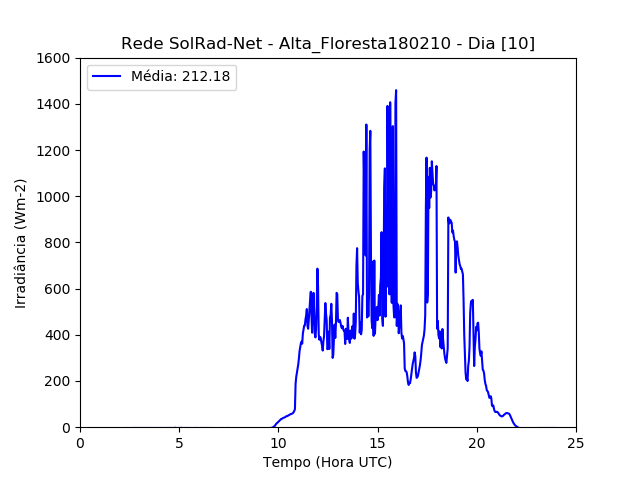 Rede SolRad-Net - Alta_Floresta180210 - Dia [10]
Média: 212.18
1600
1400
1200
1000
800
600
400
200
0
Irradiância (Wm-2)
0 5 10 15 20 25
Tempo (Hora UTC)